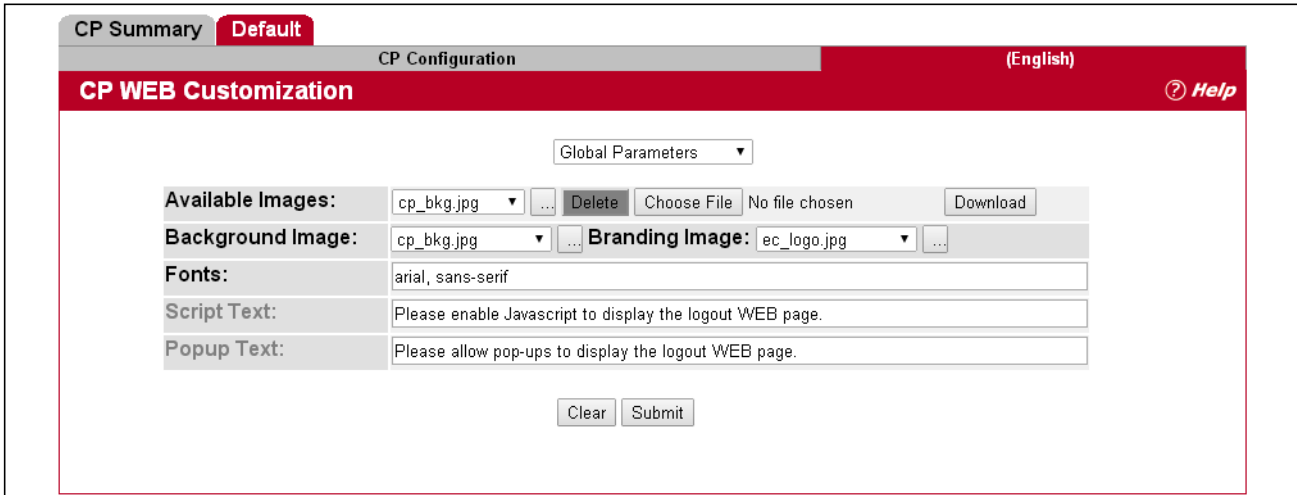 CP Summary Default
CP Configuration (English)
CP WEB Customization ? Help
Global Parameters
Available Images: cp_bkg.jpg ... Delete Choose File No file chosen Download
Background Image: cp_bkg.jpg ... Branding Image: ec_logo.jpg ...
Fonts: arial, sans-serif
Script Text: Please enable Javascript to display the logout WEB page.
Popup Text: Please allow pop-ups to display the logout WEB page.
Clear Submit